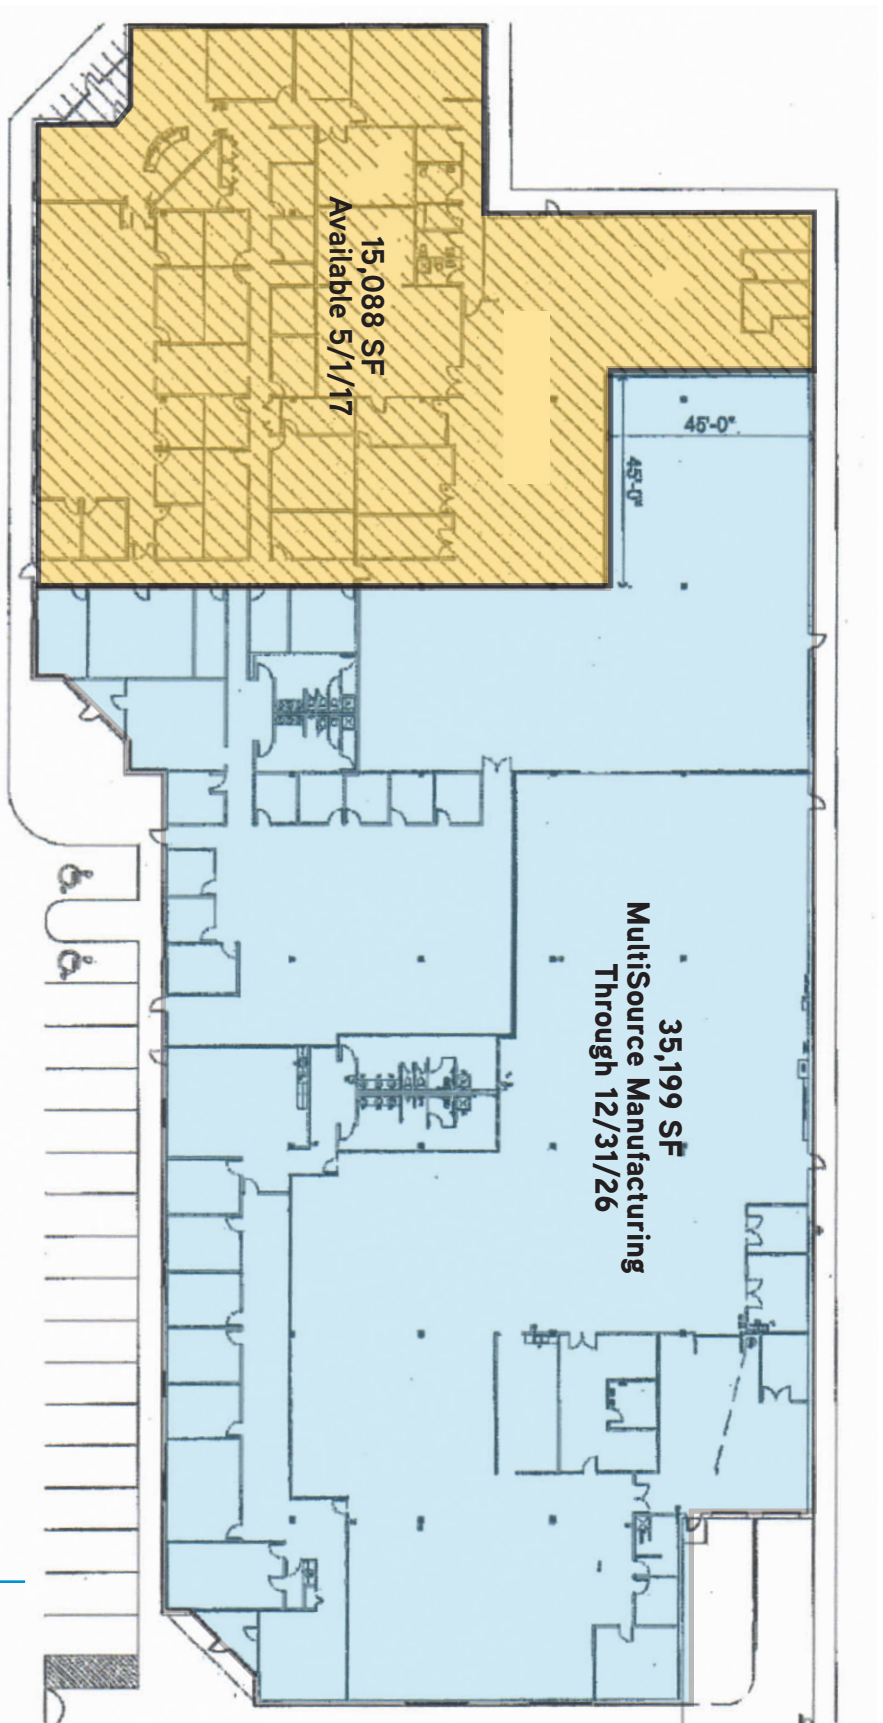 15,088 SF
Available 5/1/17
45'-0"
45'-0"
35,199 SF
MultiSource Manufacturing
Through 12/31/26